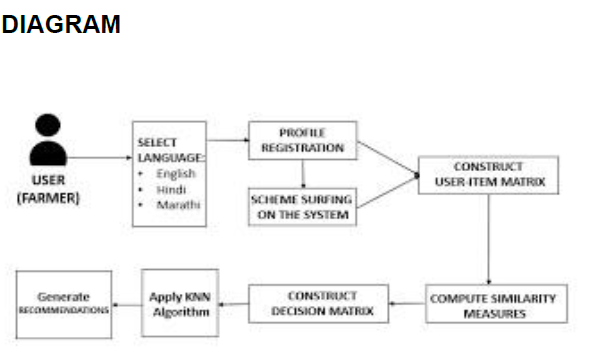 DIAGRAM
USER
(FARMER)
SELECT
LANGUAGE:
• English
• Hindi
• Marathi
PROFILE
REGISTRATION
SCHEME SURFING
ON THE SYSTEM
CONSTRUCT
USER-ITEM MATRIX
COMPUTE SIMILARITY
MEASURES
CONSTRUCT
DECISION MATRIX
Apply KNN
Algorithm
Generate
RECOMMENDATIONS